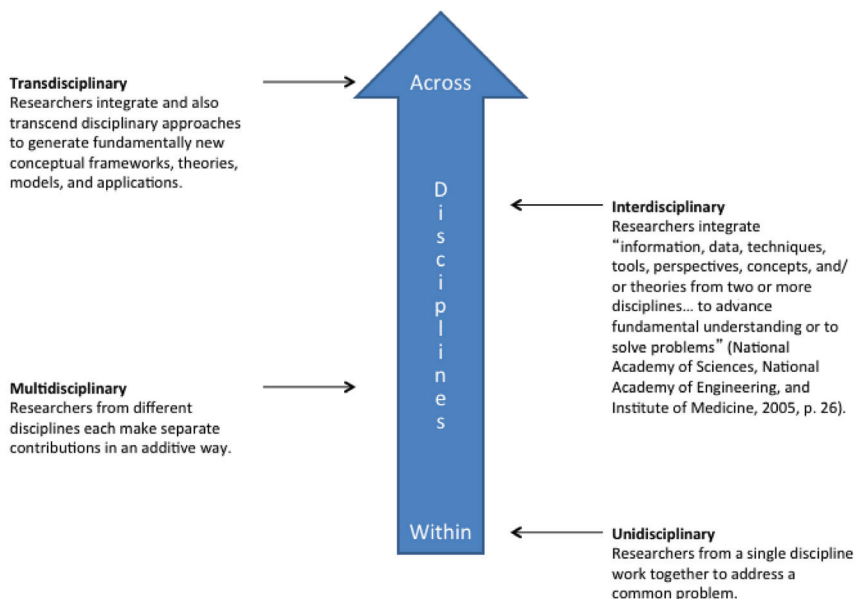 Transdisciplinary
Researchers integrate and also
transcend disciplinary approaches
to generate fundamentally new
conceptual frameworks, theories,
models, and applications.
Across
Disciplines
Interdisciplinary
Researchers integrate
“information, data, techniques,
tools, perspectives, concepts, and/
or theories from two or more
disciplines… to advance
fundamental understanding or to
solve problems” (National
Academy of Sciences, National
Academy of Engineering, and
Institute of Medicine, 2005, p. 26).
Multidisciplinary
Researchers from different
disciplines each make separate
contributions in an additive way.
Within
Unidisciplinary
Researchers from a single discipline
work together to address a
common problem.